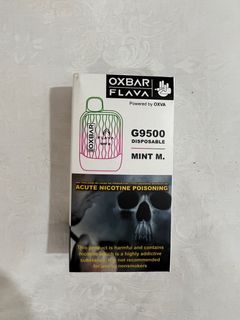 OXBAR
FLAVA
Powered by OXVA
OXBAR
G9500
DISPOSABLE
MINT M.
ACUTE NICOTINE POISONING
This product is harmful and contains
nicotine which is a highly addictive
substance. It is not recommended
for use by nonsmokers